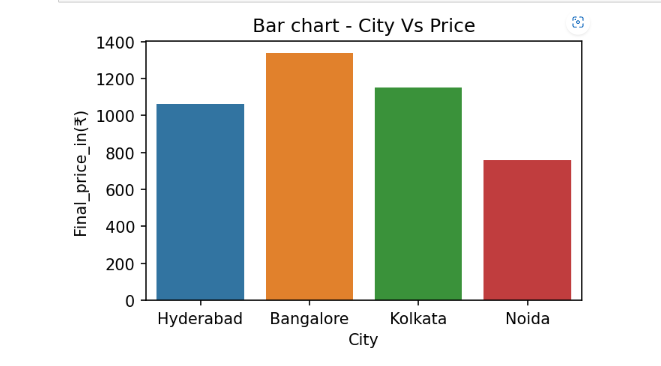 Bar chart - City Vs Price
Final_price_in(₹)
1400
1200
1000
800
600
400
200
0
Hyderabad Bangalore Kolkata Noida
City